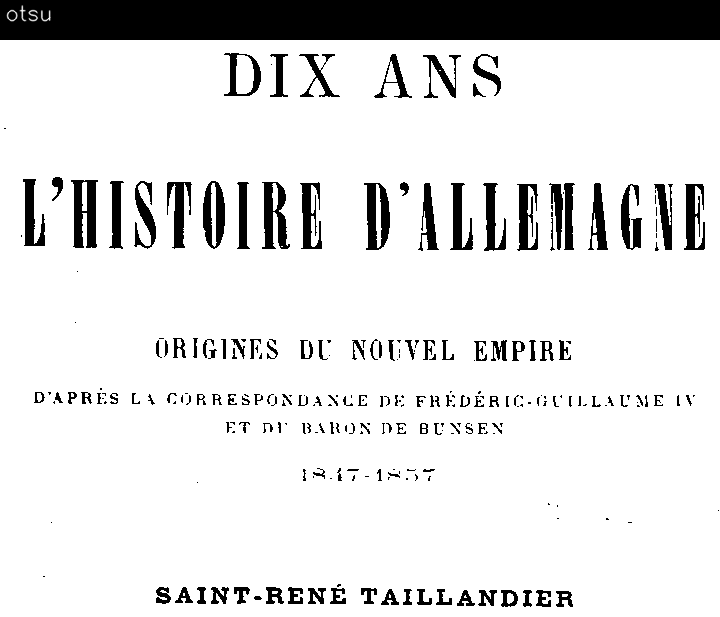 otsu
DIX ANS
L'HISTOIRE D'ALLEMAGNE
ORIGINES DU NOUVEL EMPIRE
D'APRÈS LA CORRESPONDANCE DE FRÉDÉRIC-GUILLAUME IV
ET DU BARON DE BUNSEN
1847-1857
SAINT-RENÉ TAILLANDIER